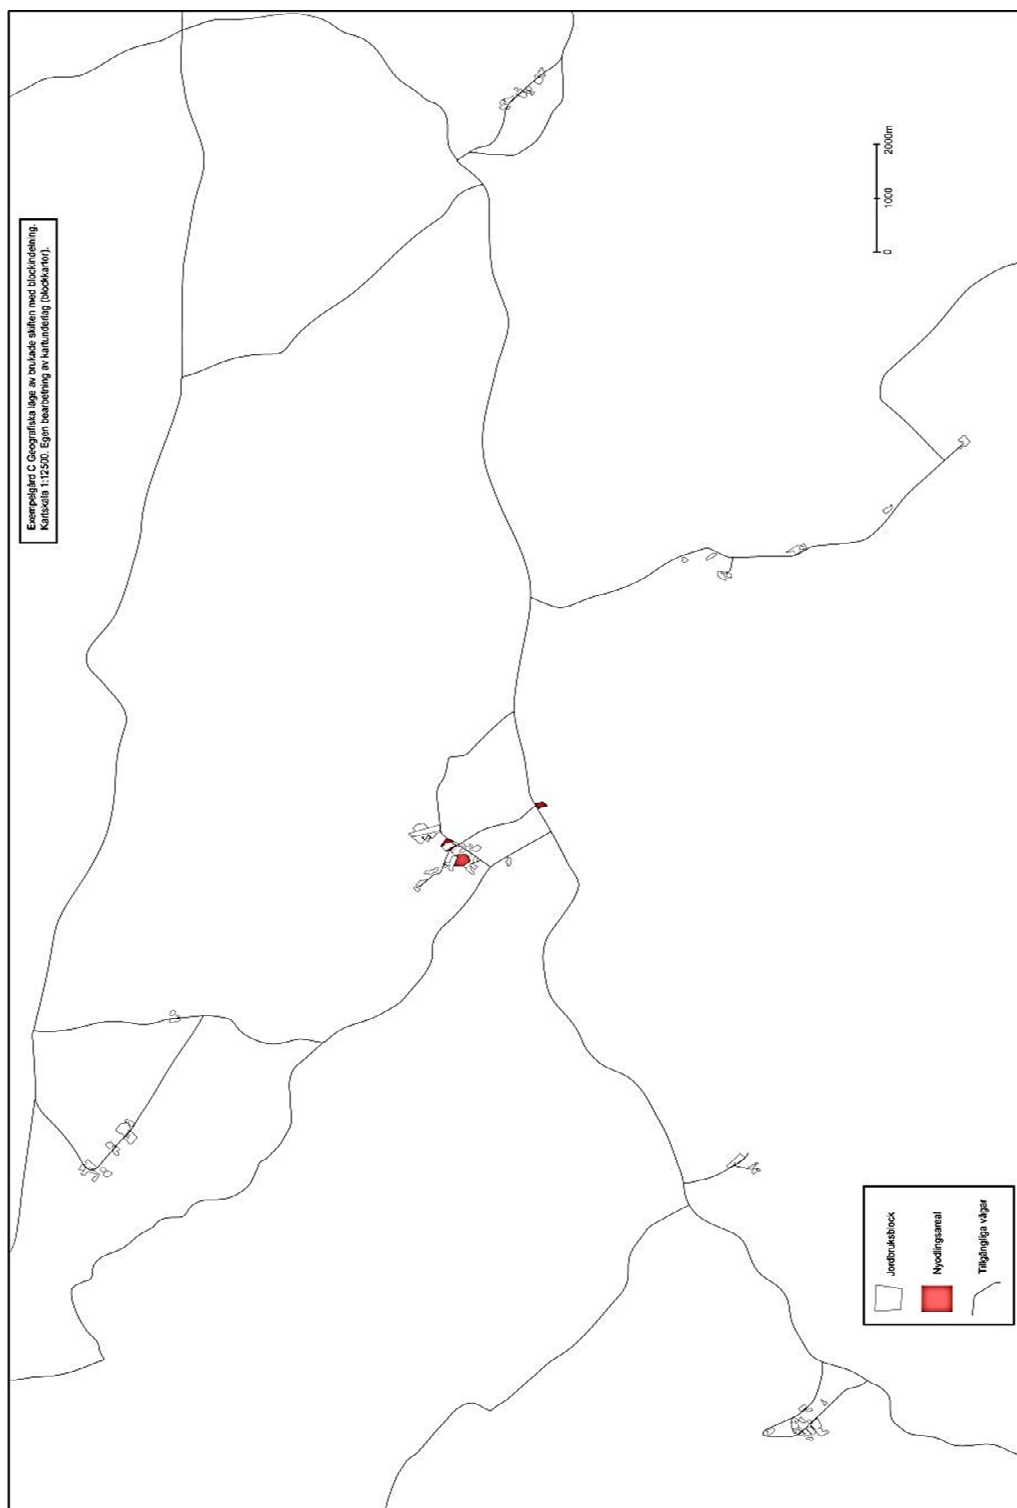 Exempelgård C Geografiska läge av brukade skiften med blockindelning.
Kartskala 1:12500. Egen bearbetning av kartunderlag (blockkartor).
0 1000 2000m
Jordbruksblock
Nyodlingsareal
Tillgängliga vägar